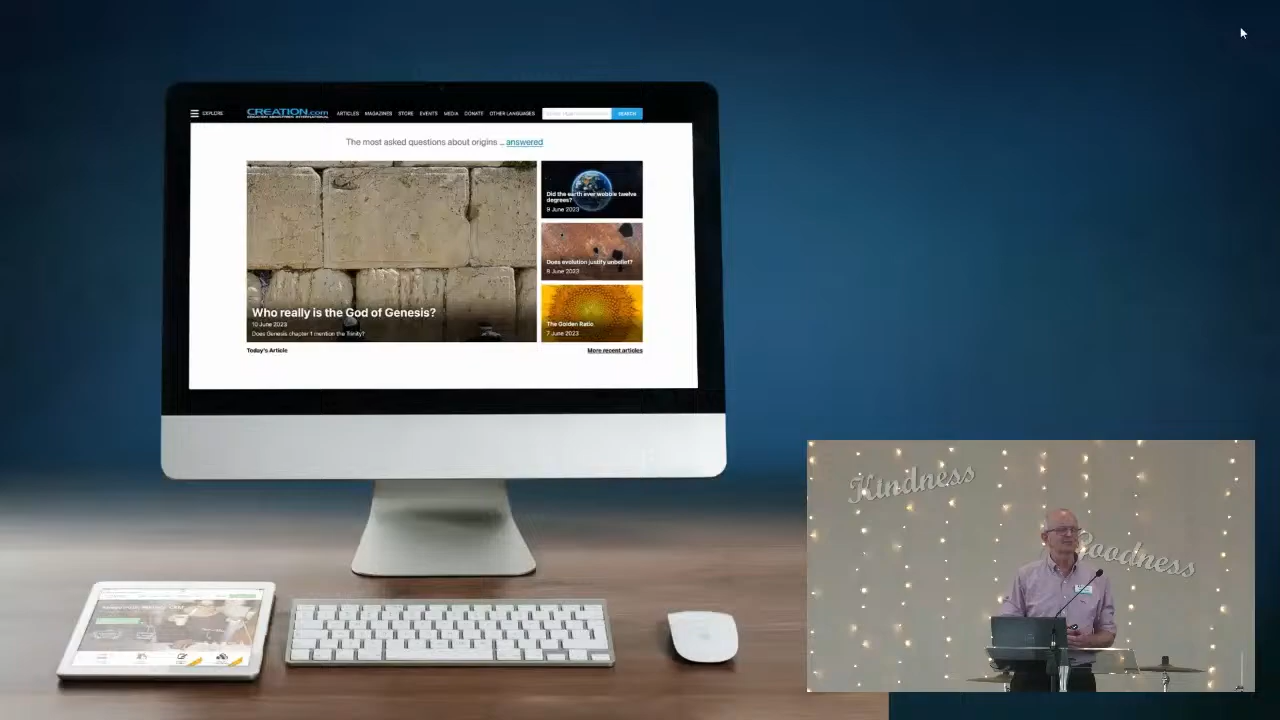 EXPLORE
CREATION.com
ARTICLES MAGAZINES STORE EVENTS MEDIA DONATE OTHER LANGUAGES
SEARCH
The most asked questions about origins ... answered
Who really is the God of Genesis?
10 June 2023
Does Genesis chapter 1 mention the Trinity?
Did the earth ever wobble twelve
degrees?
9 June 2023
Does evolution justify unbelief?
8 June 2023
The Golden Ratio
7 June 2023
Today's Article
More recent articles
Kindness
Goodness